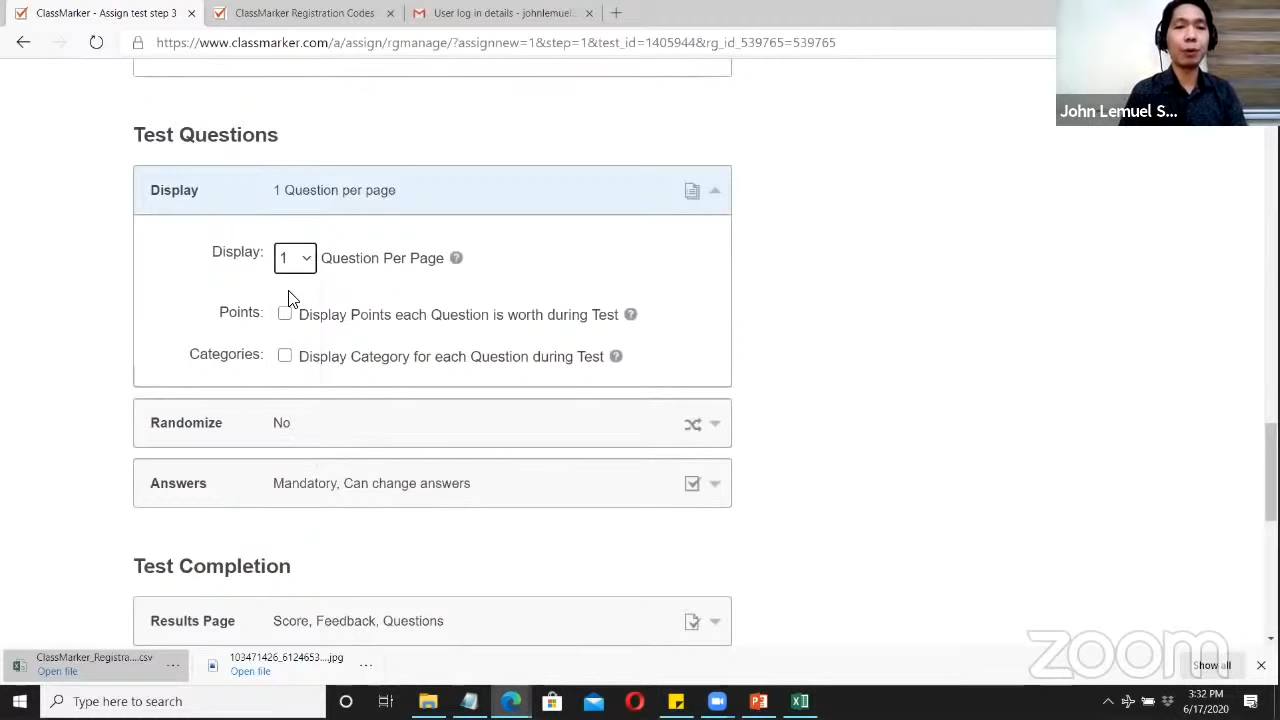 ClassMarker - Assign test step 3
ClassMarker Registration Codes
User log in details - johnlemuel
https://www.classmarker.com/a/assign/rgmanage/?assignnew=1&step=1&test_id=1405944&rg_id_539765=539765
John Lemuel S...
Test Questions
Display 1 Question per page
Display: 1 Question Per Page ?
Points: Display Points each Question is worth during Test ?
Categories: Display Category for each Question during Test ?
Randomize No
Answers Mandatory, Can change answers
Test Completion
Results Page Score, Feedback, Questions
zoom
ClassMarker_Registra....csv
Open file
103471426_6124653....jpg
Open file
Show all
Type here to search
3:32 PM
6/17/2020